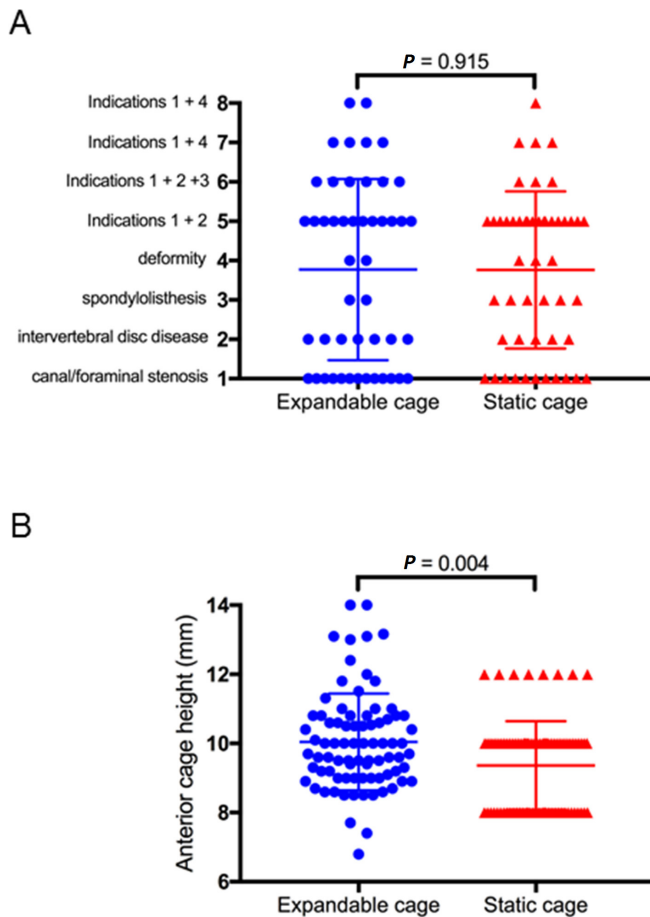 A
P = 0.915
Indications 1 + 4 8
Indications 1 + 4 7
Indications 1 + 2 +3 6
Indications 1 + 2 5
deformity 4
spondylolisthesis 3
intervertebral disc disease 2
canal/foraminal stenosis 1
Expandable cage Static cage
B
P = 0.004
Anterior cage height (mm)
14
12
10
8
6
Expandable cage Static cage